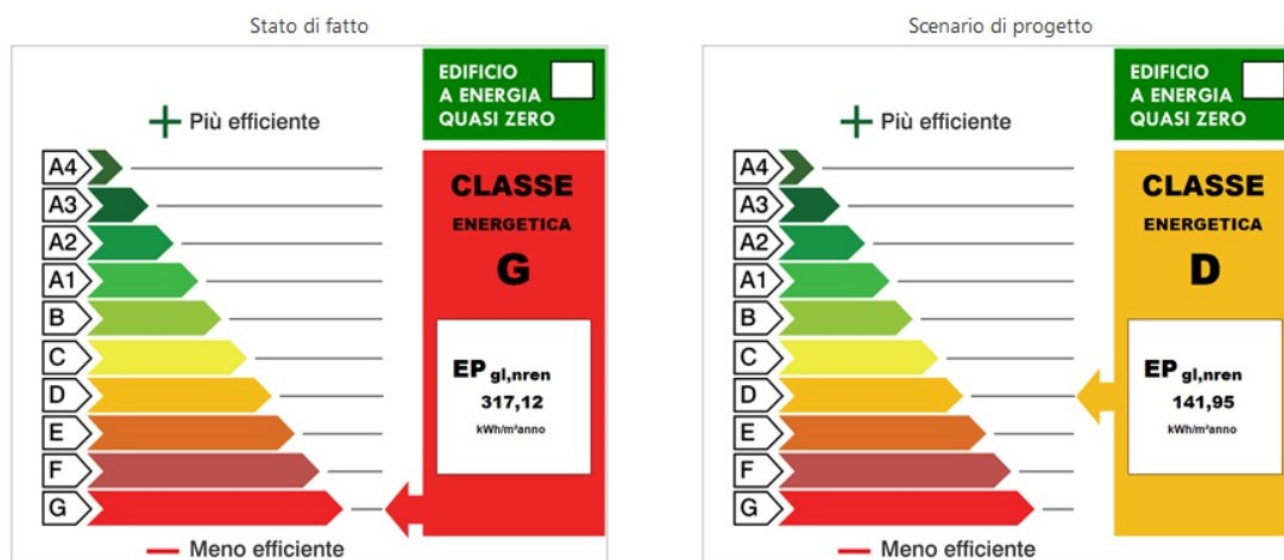 Stato di fatto
EDIFICIO
A ENERGIA
QUASI ZERO
+ Più efficiente
A4
A3
A2
A1
B
C
D
E
F
G
CLASSE
ENERGETICA
G
EP gl,nren
317,12
kWh/m²anno
— Meno efficiente
Scenario di progetto
EDIFICIO
A ENERGIA
QUASI ZERO
+ Più efficiente
A4
A3
A2
A1
B
C
D
E
F
G
CLASSE
ENERGETICA
D
EP gl,nren
141,95
kWh/m²anno
— Meno efficiente